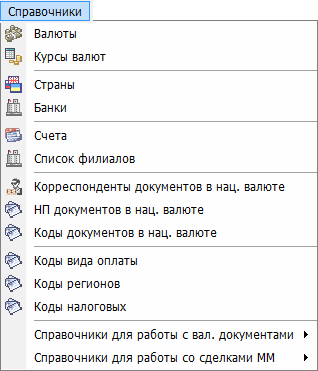 Справочники
Валюты
Курсы валют
Страны
Банки
Счета
Список филиалов
Корреспонденты документов в нац. валюте
НП документов в нац. валюте
Коды документов в нац. валюте
Коды вида оплаты
Коды регионов
Коды налоговых
Справочники для работы с вал. документами
Справочники для работы со сделками ММ